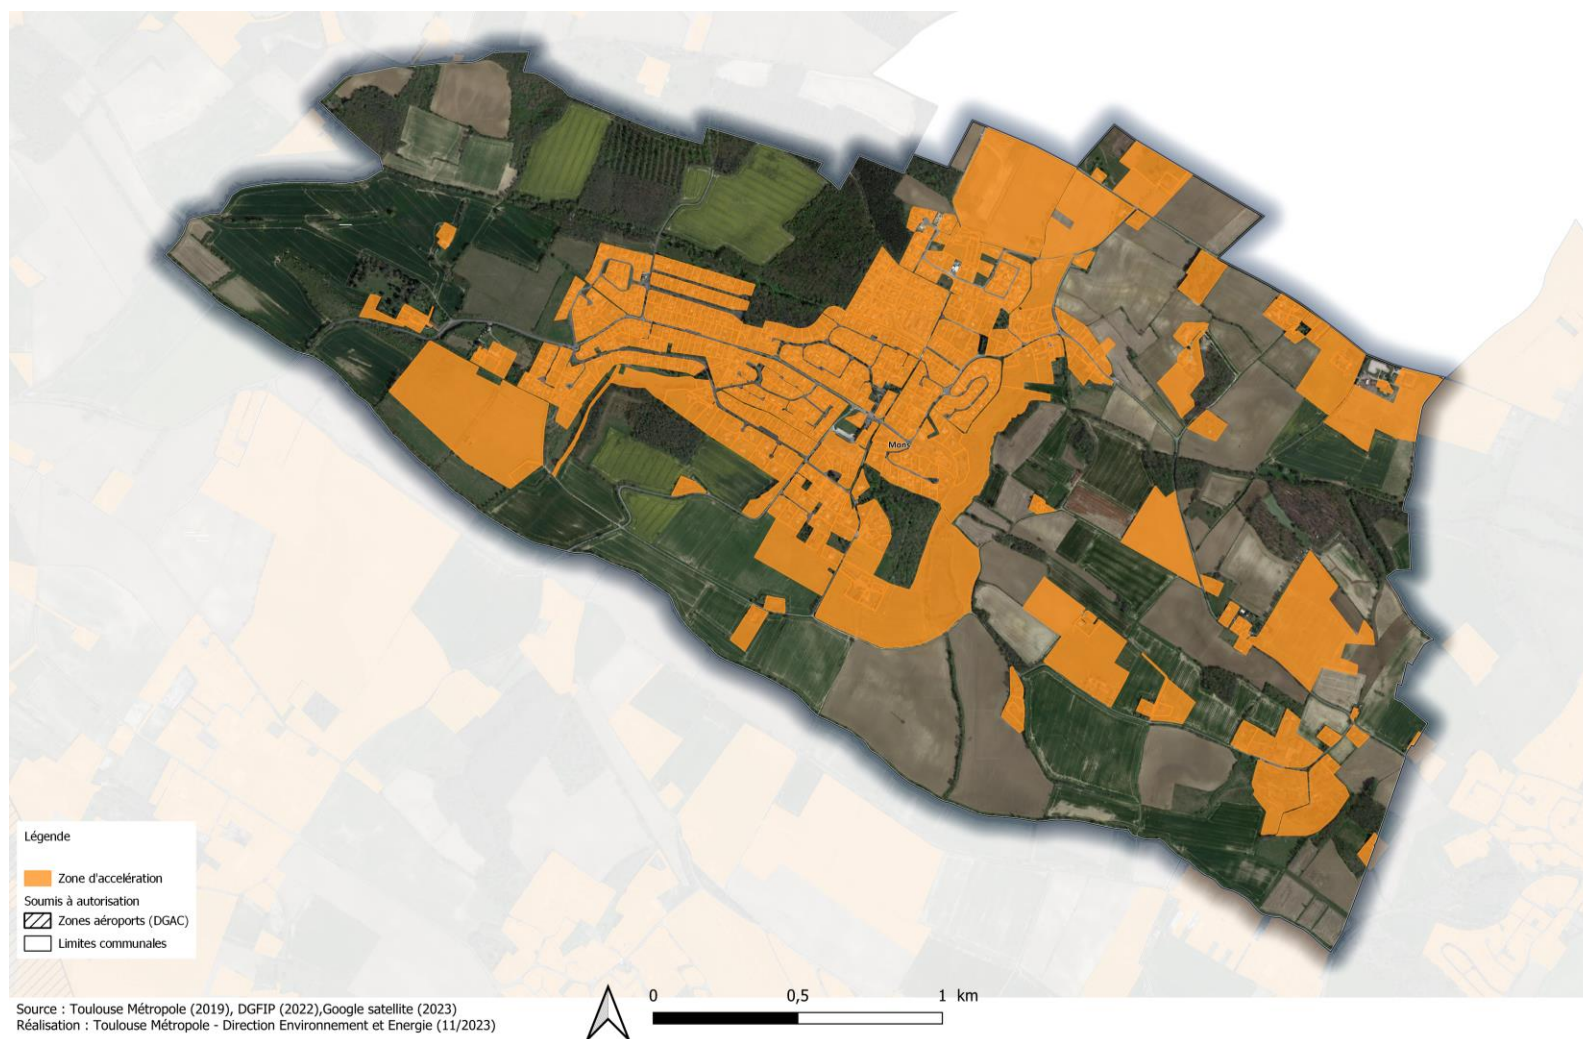 Mons
Légende
Zone d'accelération
Soumis à autorisation
Zones aéroports (DGAC)
Limites communales
Source : Toulouse Métropole (2019), DGFIP (2022),Google satellite (2023)
Réalisation : Toulouse Métropole - Direction Environnement et Energie (11/2023)
0 0,5 1 km